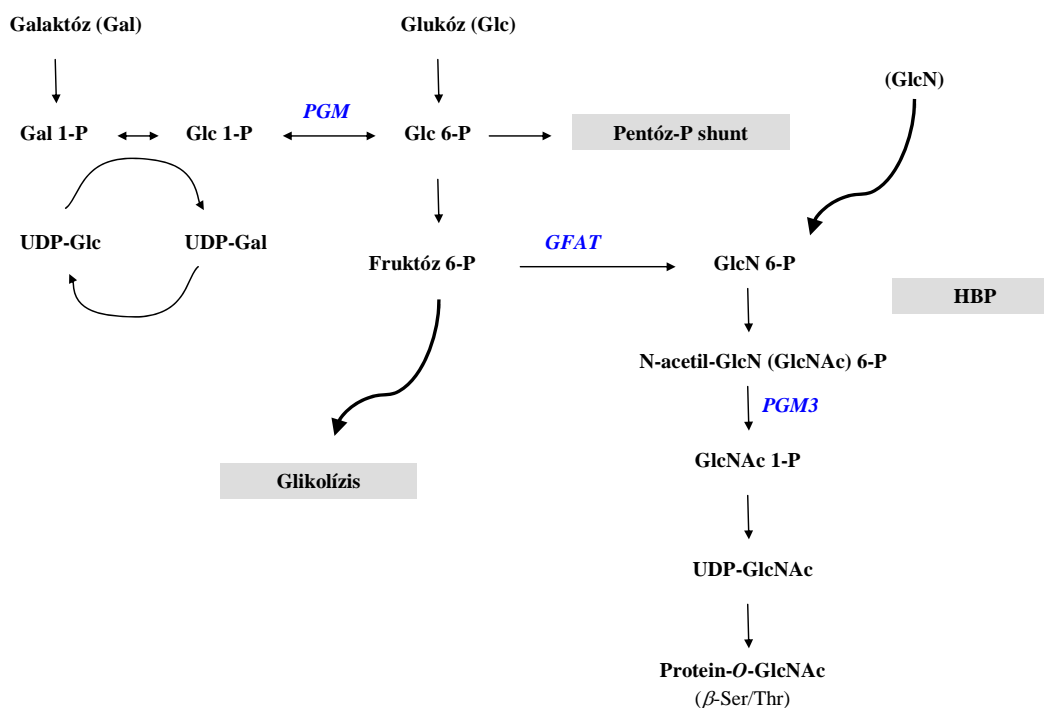 Galaktóz (Gal)
Glukóz (Glc)
(GlcN)
PGM
Gal 1-P
Glc 1-P
Glc 6-P
Pentóz-P shunt
UDP-Glc
UDP-Gal
GFAT
Fruktóz 6-P
GlcN 6-P
HBP
N-acetil-GlcN (GlcNAc) 6-P
PGM3
GlcNAc 1-P
Glikolízis
UDP-GlcNAc
Protein-O-GlcNAc
(β-Ser/Thr)